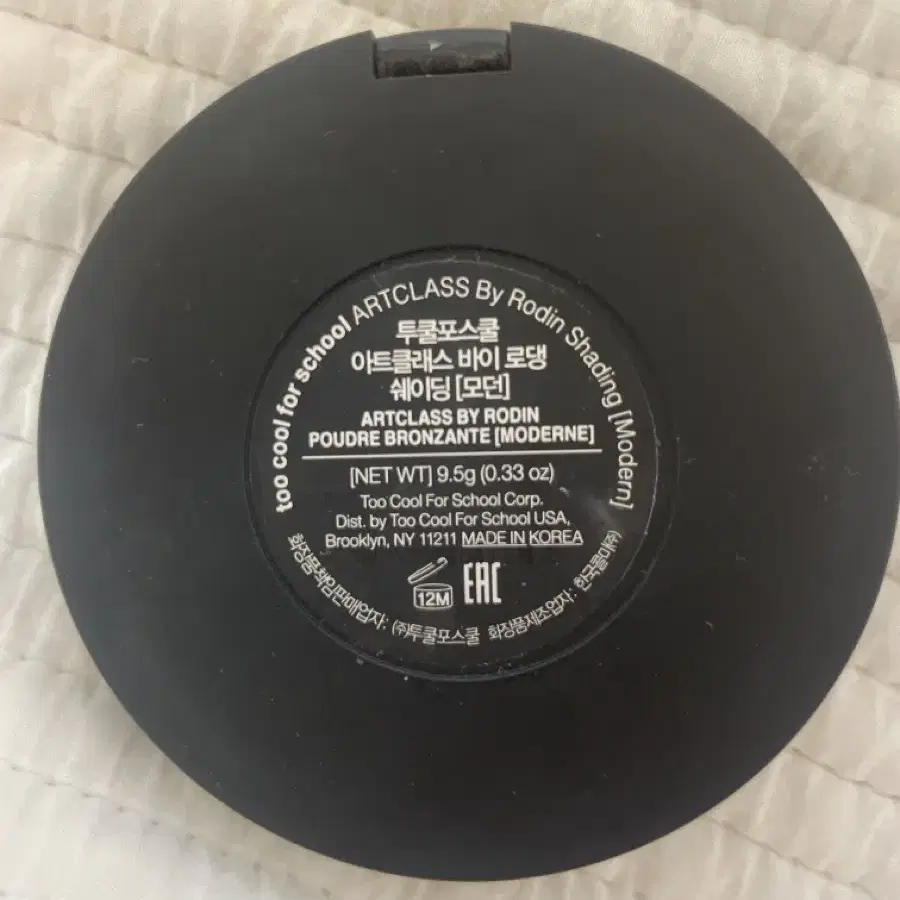 too cool for school ARTCLASS By Rodin Shading [Modern]
투쿨포스쿨
아트클래스 바이 로댕
쉐이딩 [모던]
ARTCLASS BY RODIN
POUDRE BRONZANTE [MODERNE]
[NET WT] 9.5g (0.33 oz)
Too Cool For School Corp.
Dist. by Too Cool For School USA,
Brooklyn, NY 11211 MADE IN KOREA
12M EAC
화장품책임판매업자: (주)투쿨포스쿨 화장품제조업자: 한국콜마(주)